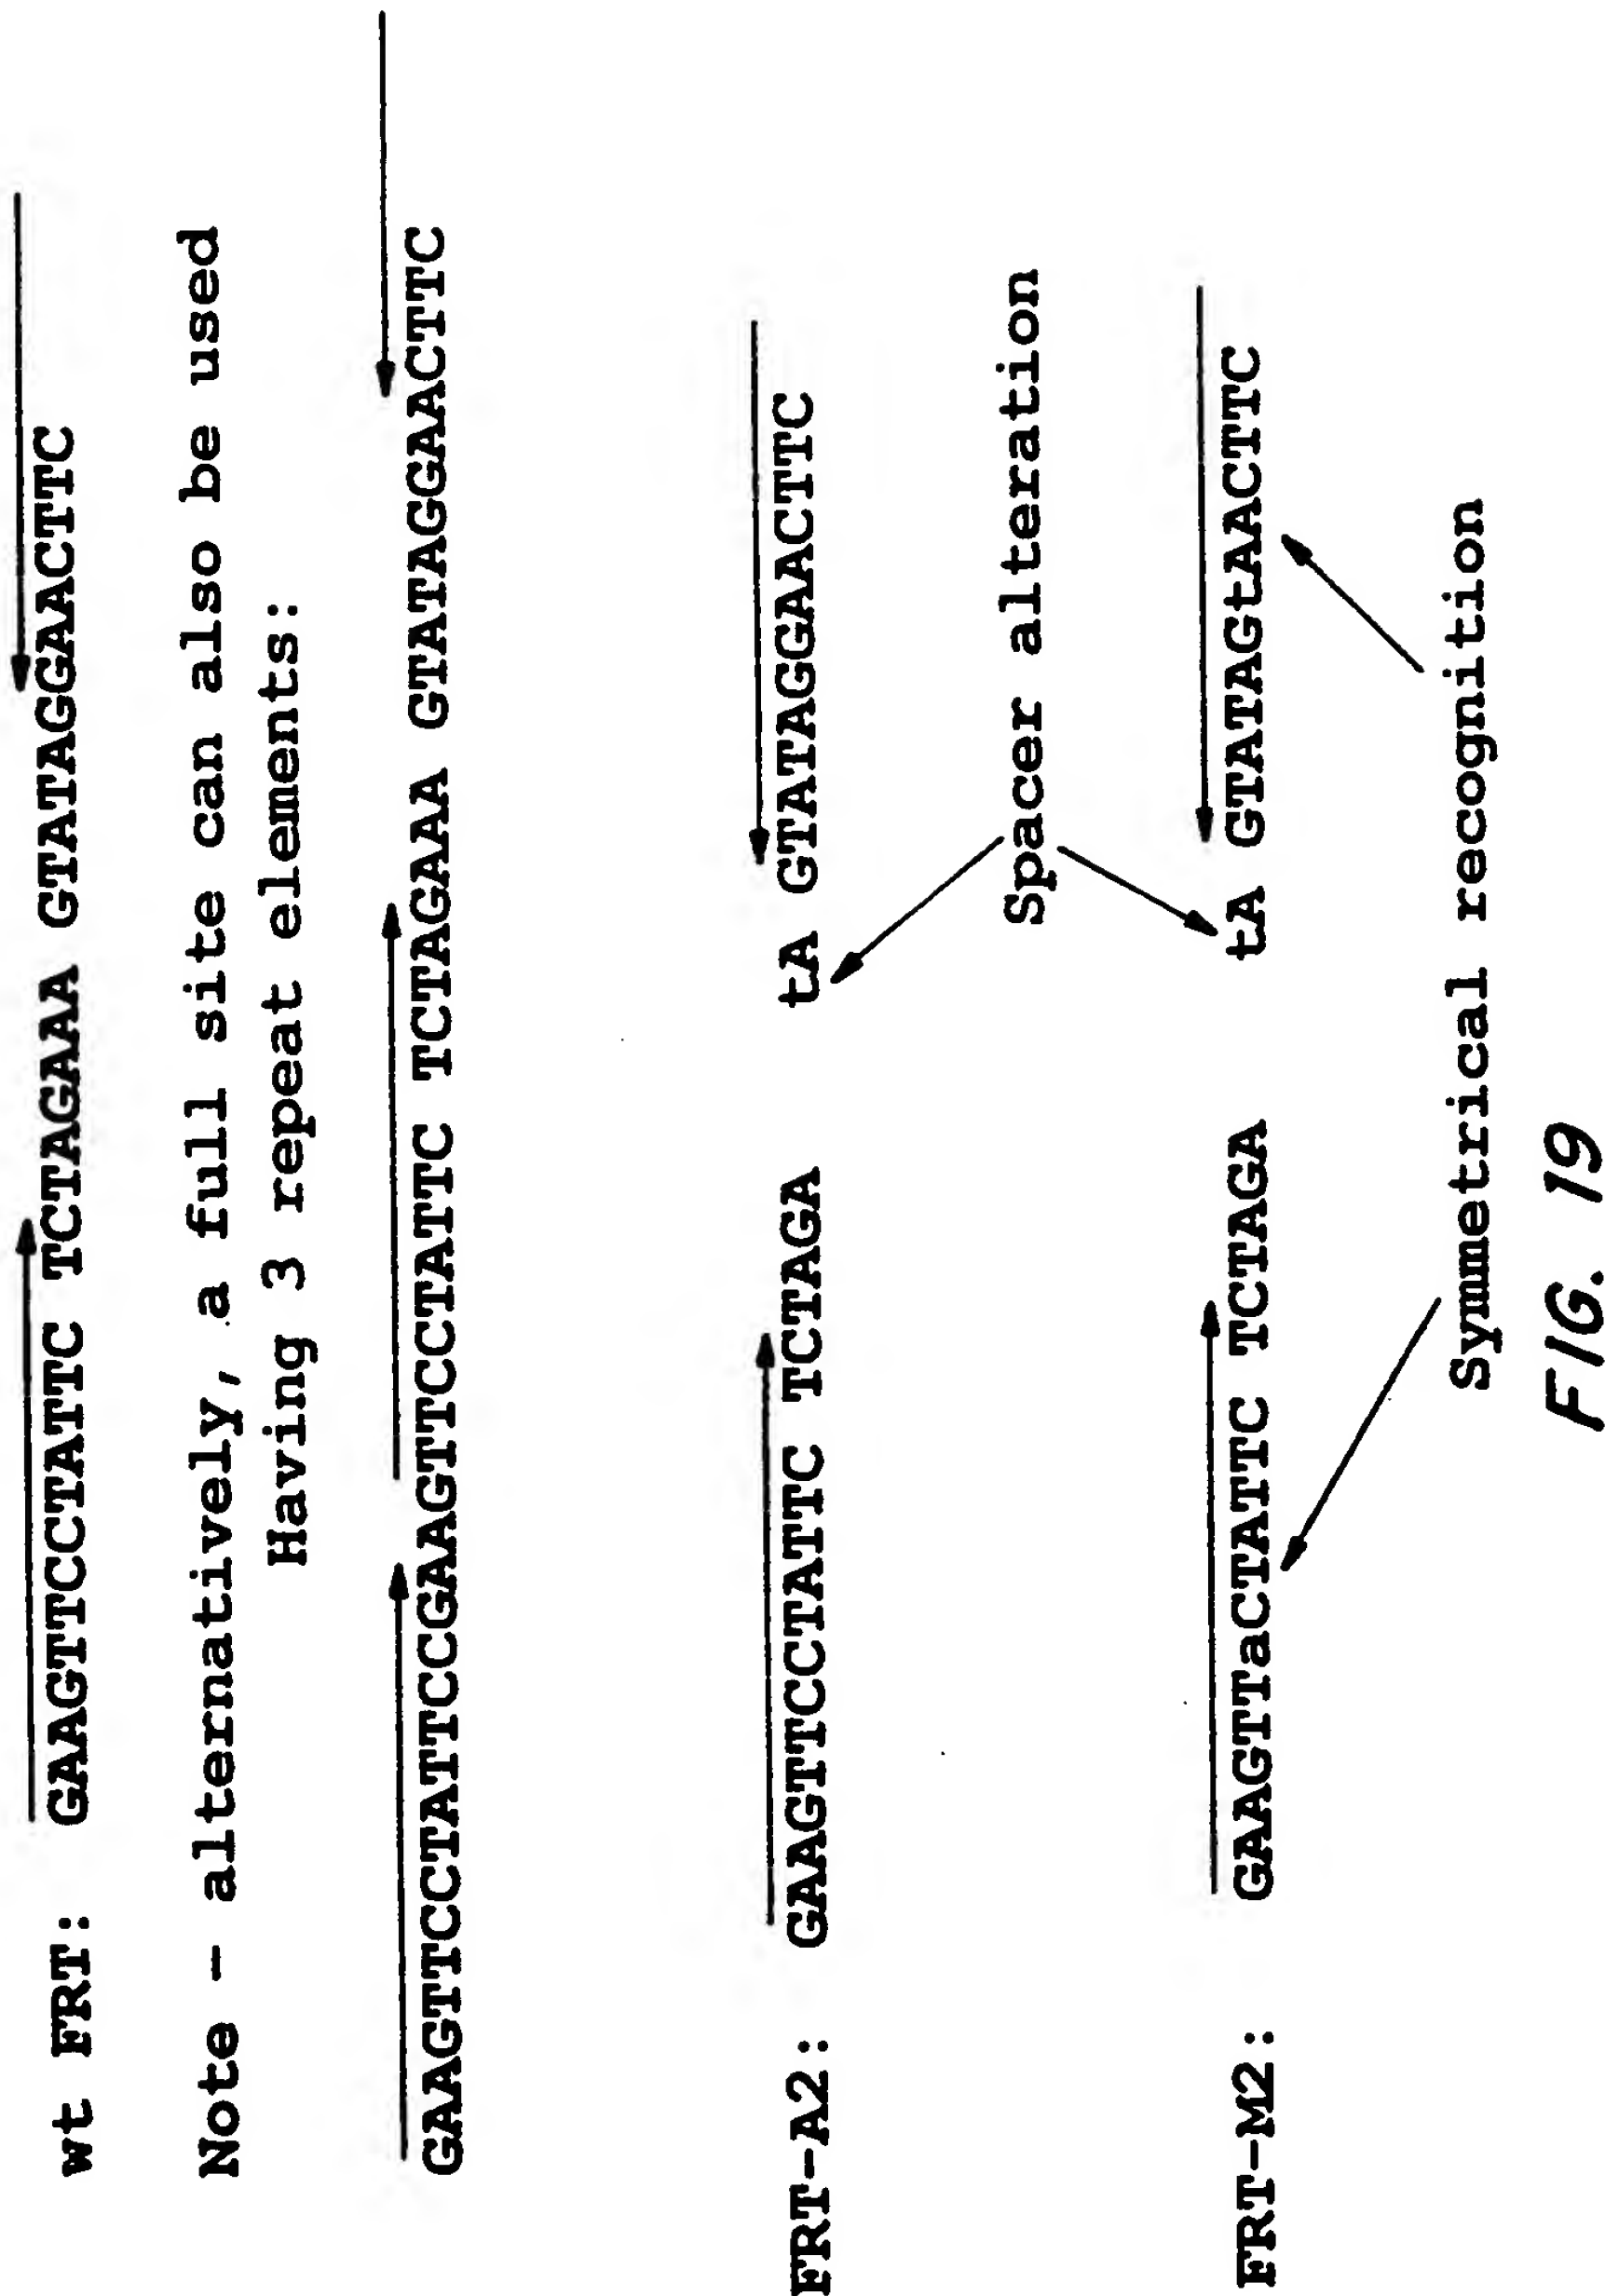 wt FRT: GAAGTTCCTATTC TCTAGAAA GTATAGGAACTTC
Note - alternatively, a full site can also be used
Having 3 repeat elements:
GAAGTTCCTATTCCGAAGTTCCTATTC TCTAGAAA GTATAGGAACTTC
FRT-A2: GAAGTTCCTATTC TCTAGA tA GTATAGGAACTTC
Spacer alteration
FRT-M2: GAAGTTaCTATTC TCTAGA tA GTATAGtAACTTC
Symmetrical recognition
FIG. 19